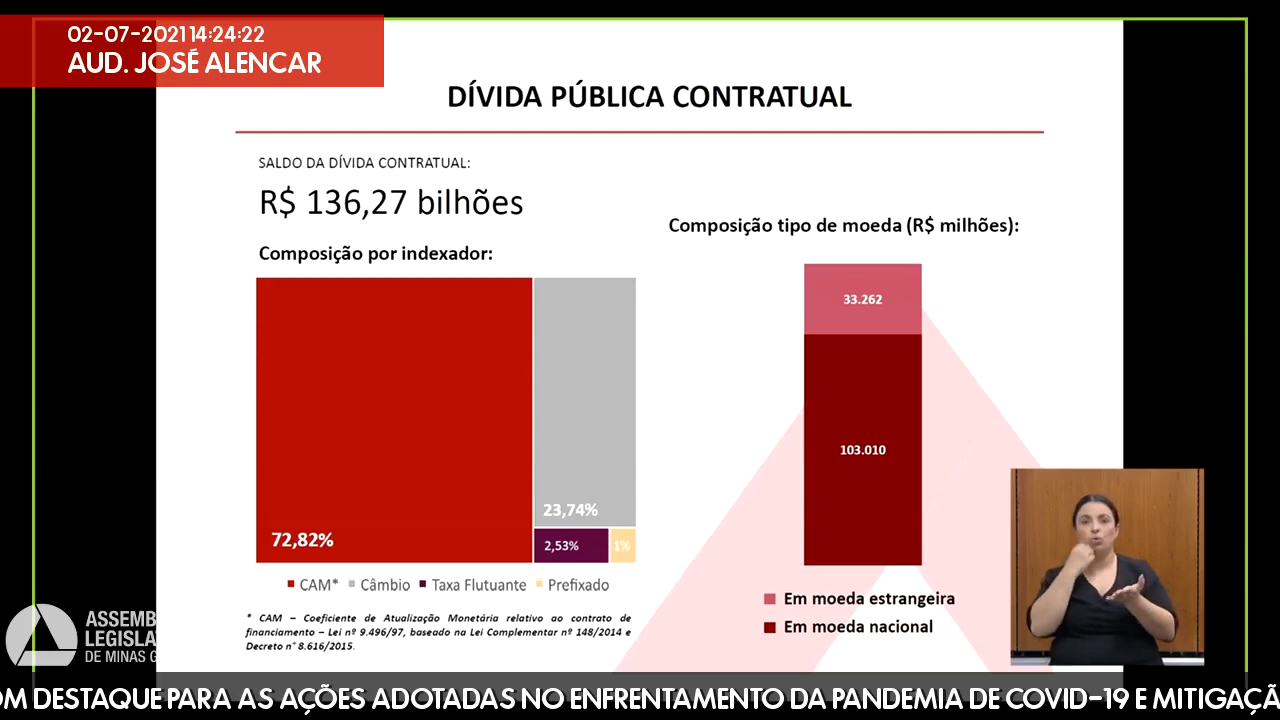 02-07-2021 14:24:22
AUD. JOSÉ ALENCAR
DÍVIDA PÚBLICA CONTRATUAL
SALDO DA DÍVIDA CONTRATUAL:
R$ 136,27 bilhões
Composição por indexador:
72,82%
23,74%
2,53%
1%
CAM* Câmbio Taxa Flutuante Prefixado
* CAM – Coeficiente de Atualização Monetária relativo ao contrato de
financiamento – Lei nº 9.496/97, baseado na Lei Complementar nº 148/2014 e
Decreto n° 8.616/2015.
Composição tipo de moeda (R$ milhões):
33.262
103.010
Em moeda estrangeira
Em moeda nacional
ASSEMB
LEGISLA
DE MINAS G
OM DESTAQUE PARA AS AÇÕES ADOTADAS NO ENFRENTAMENTO DA PANDEMIA DE COVID-19 E MITIGAÇÃ